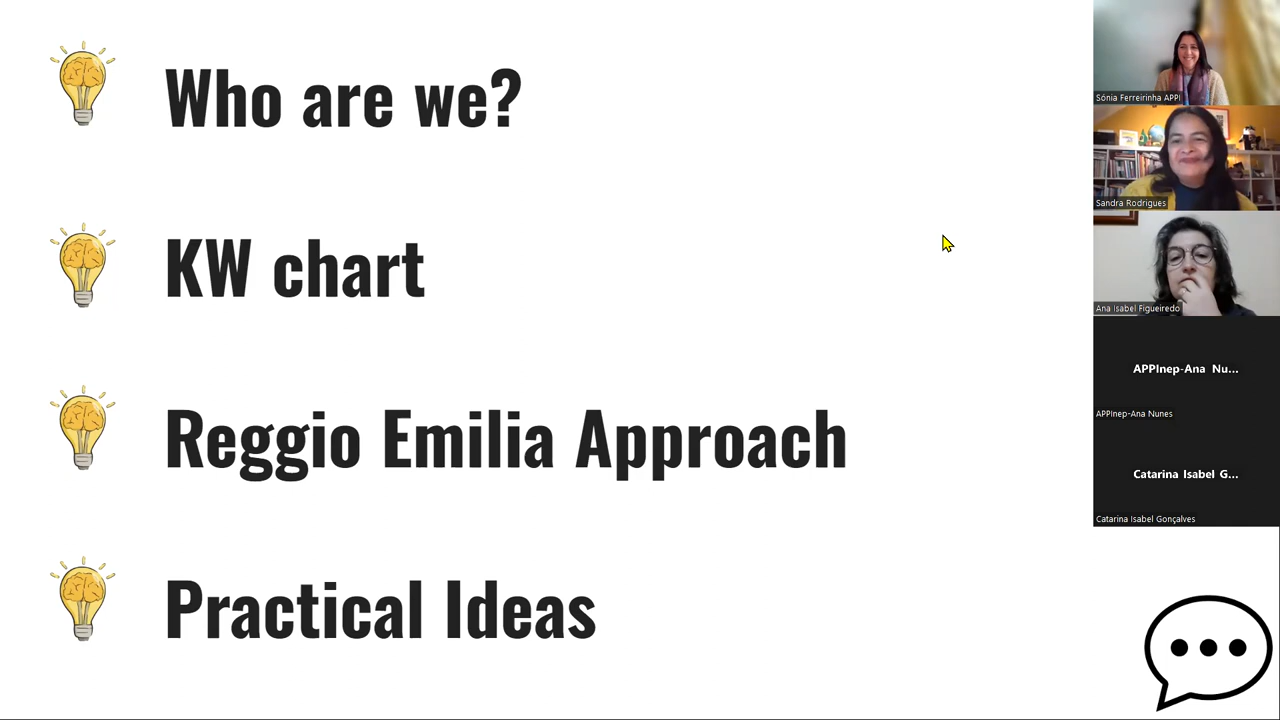 Who are we?
KW chart
Reggio Emilia Approach
Practical Ideas
Sónia Ferreirinha APPI
Sandra Rodrigues
Ana Isabel Figueiredo
APPInep-Ana Nu...
APPInep-Ana Nunes
Catarina Isabel G...
Catarina Isabel Gonçalves